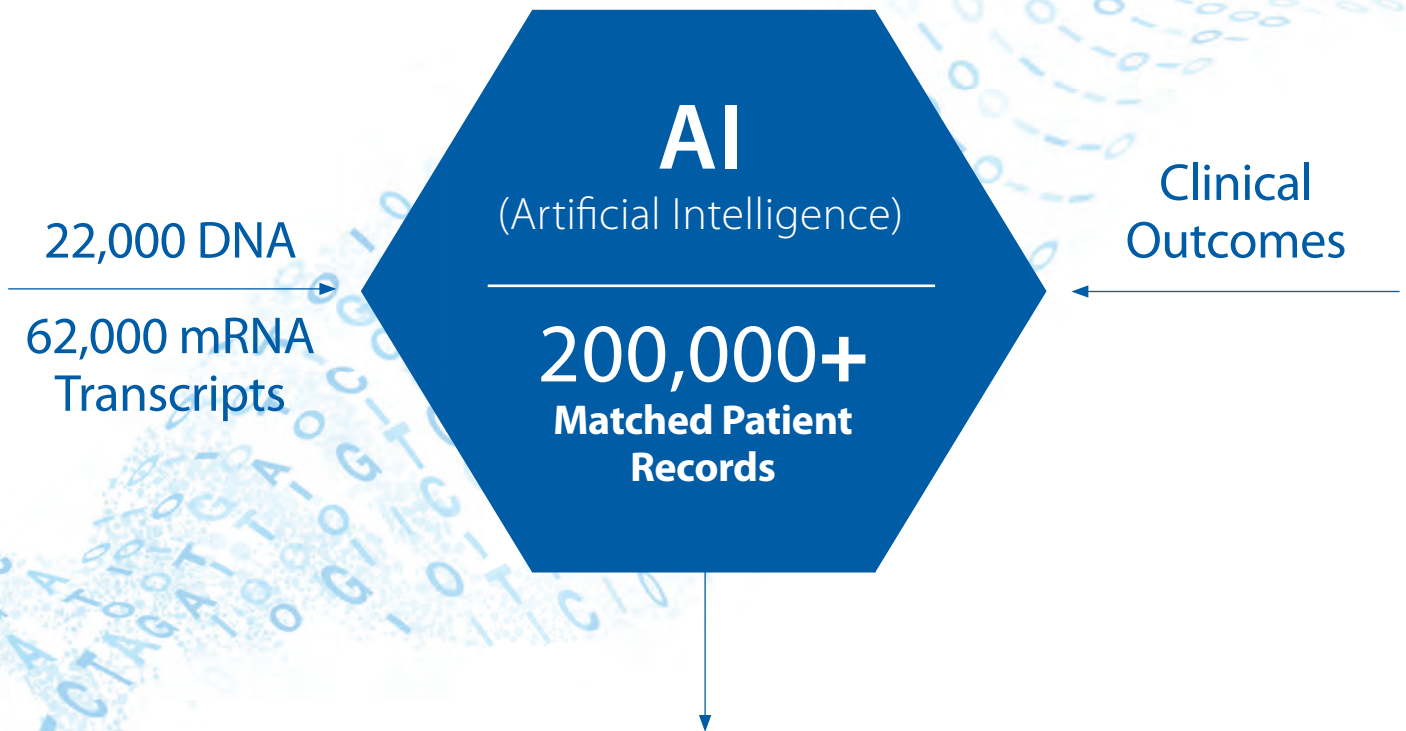 AI
(Artificial Intelligence)
22,000 DNA
62,000 mRNA
Transcripts
200,000+
Matched Patient
Records
Clinical
Outcomes